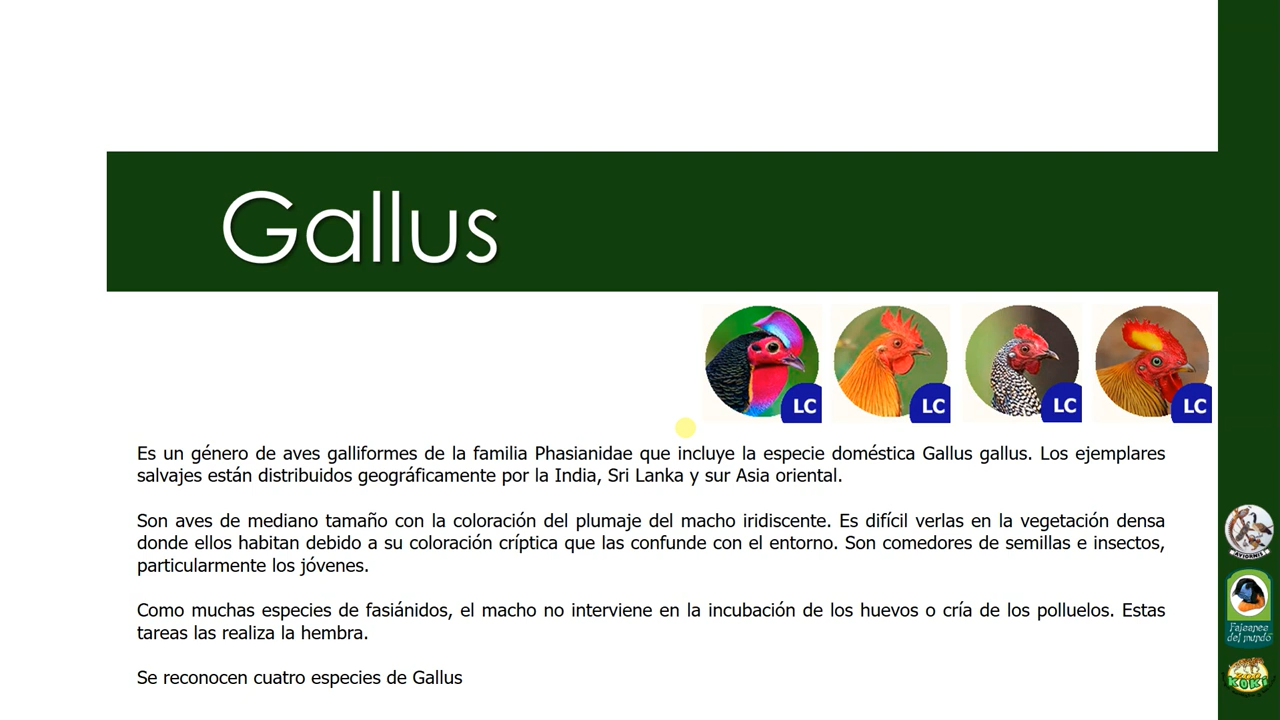 Gallus
LC LC LC LC
Es un género de aves galliformes de la familia Phasianidae que incluye la especie doméstica Gallus gallus. Los ejemplares
salvajes están distribuidos geográficamente por la India, Sri Lanka y sur Asia oriental.
Son aves de mediano tamaño con la coloración del plumaje del macho iridiscente. Es difícil verlas en la vegetación densa
donde ellos habitan debido a su coloración críptica que las confunde con el entorno. Son comedores de semillas e insectos,
particularmente los jóvenes.
Como muchas especies de fasiánidos, el macho no interviene en la incubación de los huevos o cría de los polluelos. Estas
tareas las realiza la hembra.
Se reconocen cuatro especies de Gallus
AVIORNIS
Faisanes
del mundo
KOKI